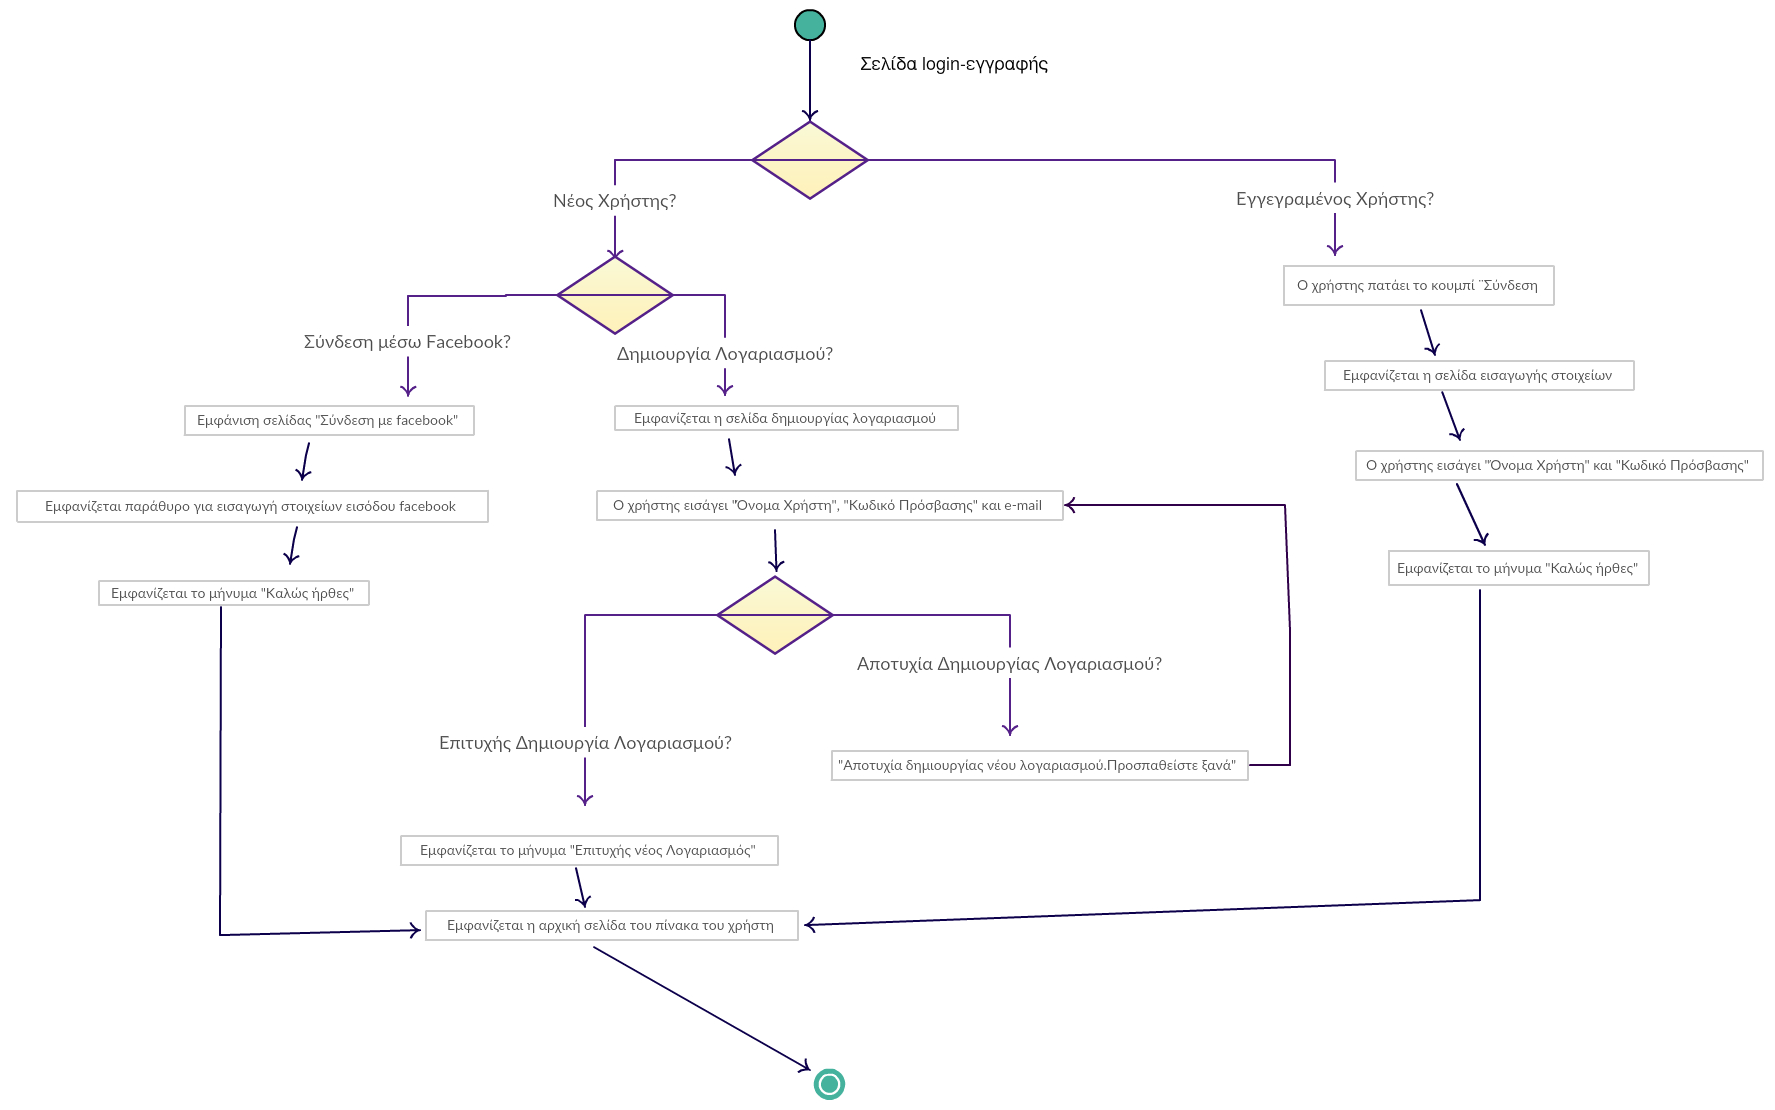 Σελίδα login-εγγραφής
Νέος Χρήστης?
Εγγεγραμένος Χρήστης?
Ο χρήστης πατάει το κουμπί ¨Σύνδεση
Σύνδεση μέσω Facebook?
Δημιουργία Λογαριασμού?
Εμφανίζεται η σελίδα εισαγωγής στοιχείων
Εμφάνιση σελίδας "Σύνδεση με facebook"
Εμφανίζεται η σελίδα δημιουργίας λογαριασμού
Ο χρήστης εισάγει "Όνομα Χρήστη" και "Κωδικό Πρόσβασης"
Εμφανίζεται παράθυρο για εισαγωγή στοιχείων εισόδου facebook
Ο χρήστης εισάγει "Όνομα Χρήστη", "Κωδικό Πρόσβασης" και e-mail
Εμφανίζεται το μήνυμα "Καλώς ήρθες"
Εμφανίζεται το μήνυμα "Καλώς ήρθες"
Αποτυχία Δημιουργίας Λογαριασμού?
Επιτυχής Δημιουργία Λογαριασμού?
"Αποτυχία δημιουργίας νέου λογαριασμού.Προσπαθείστε ξανά"
Εμφανίζεται το μήνυμα "Επιτυχής νέος Λογαριασμός"
Εμφανίζεται η αρχική σελίδα του πίνακα του χρήστη